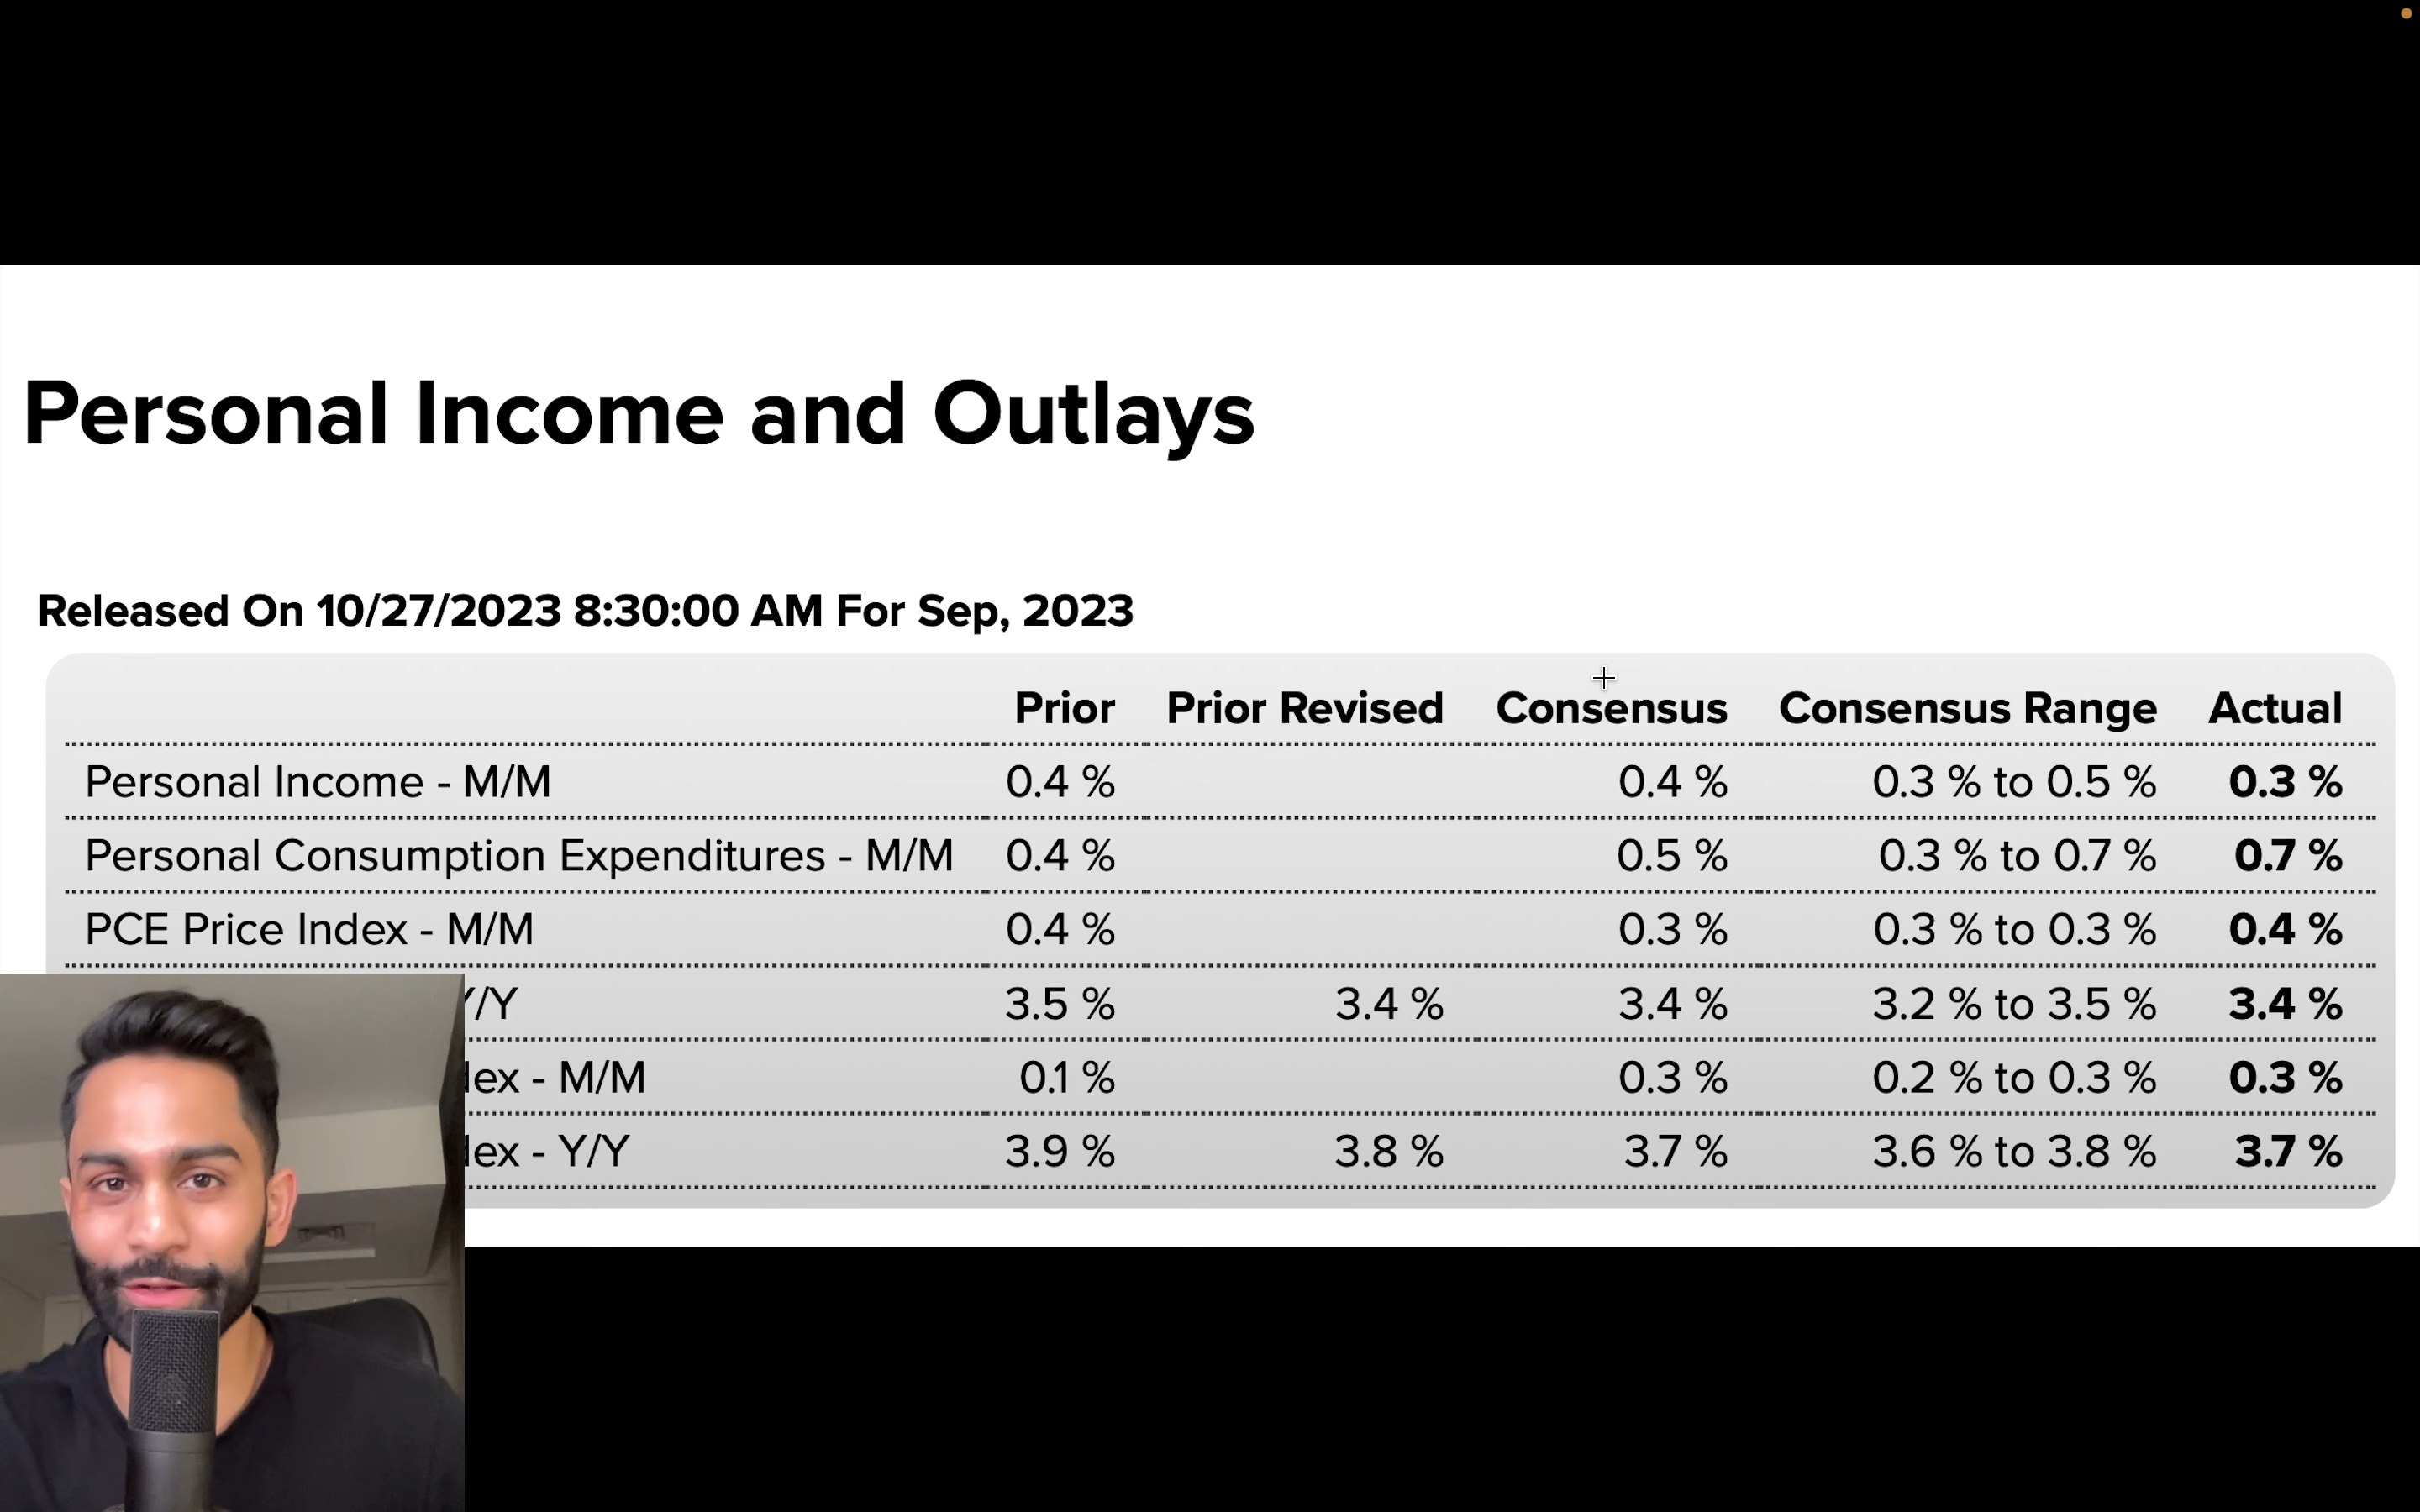 Personal Income and Outlays
Released On 10/27/2023 8:30:00 AM For Sep, 2023
Prior Prior Revised Consensus Consensus Range Actual
Personal Income - M/M 0.4 % 0.4 % 0.3 % to 0.5 % 0.3 %
Personal Consumption Expenditures - M/M 0.4 % 0.5 % 0.3 % to 0.7 % 0.7 %
PCE Price Index - M/M 0.4 % 0.3 % 0.3 % to 0.3 % 0.4 %
Y/Y 3.5 % 3.4 % 3.4 % 3.2 % to 3.5 % 3.4 %
dex - M/M 0.1 % 0.3 % 0.2 % to 0.3 % 0.3 %
dex - Y/Y 3.9 % 3.8 % 3.7 % 3.6 % to 3.8 % 3.7 %